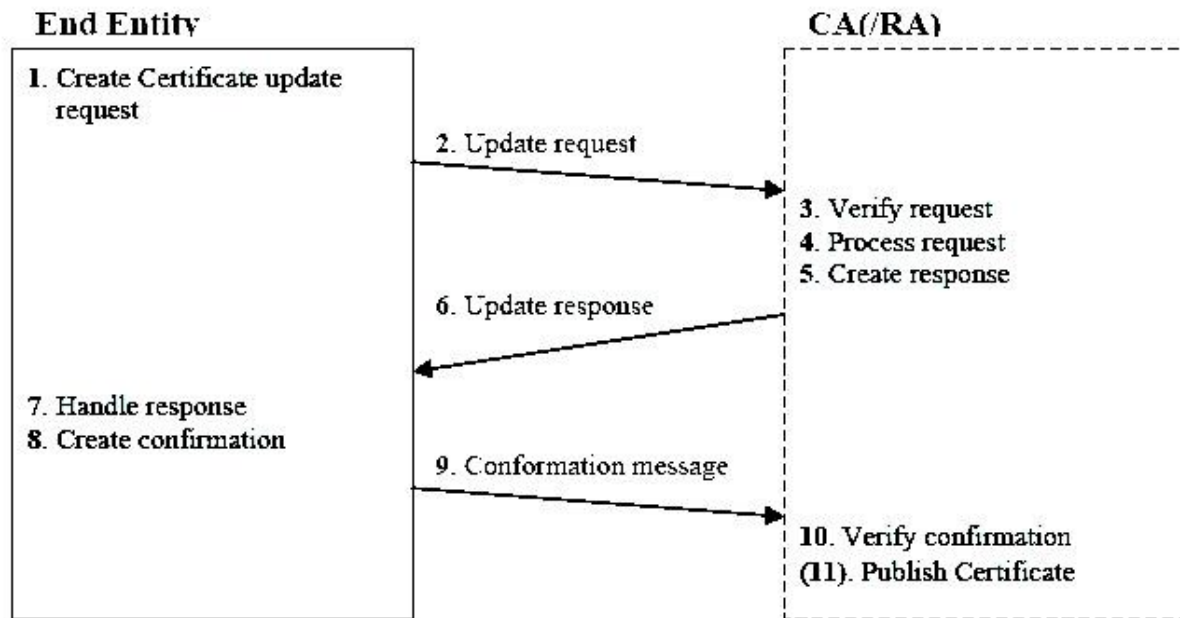 End Entity
CA(/RA)
1. Create Certificate update
request
2. Update request
3. Verify request
4. Process request
5. Create response
6. Update response
7. Handle response
8. Create confirmation
9. Conformation message
10. Verify confirmation
(11). Publish Certificate